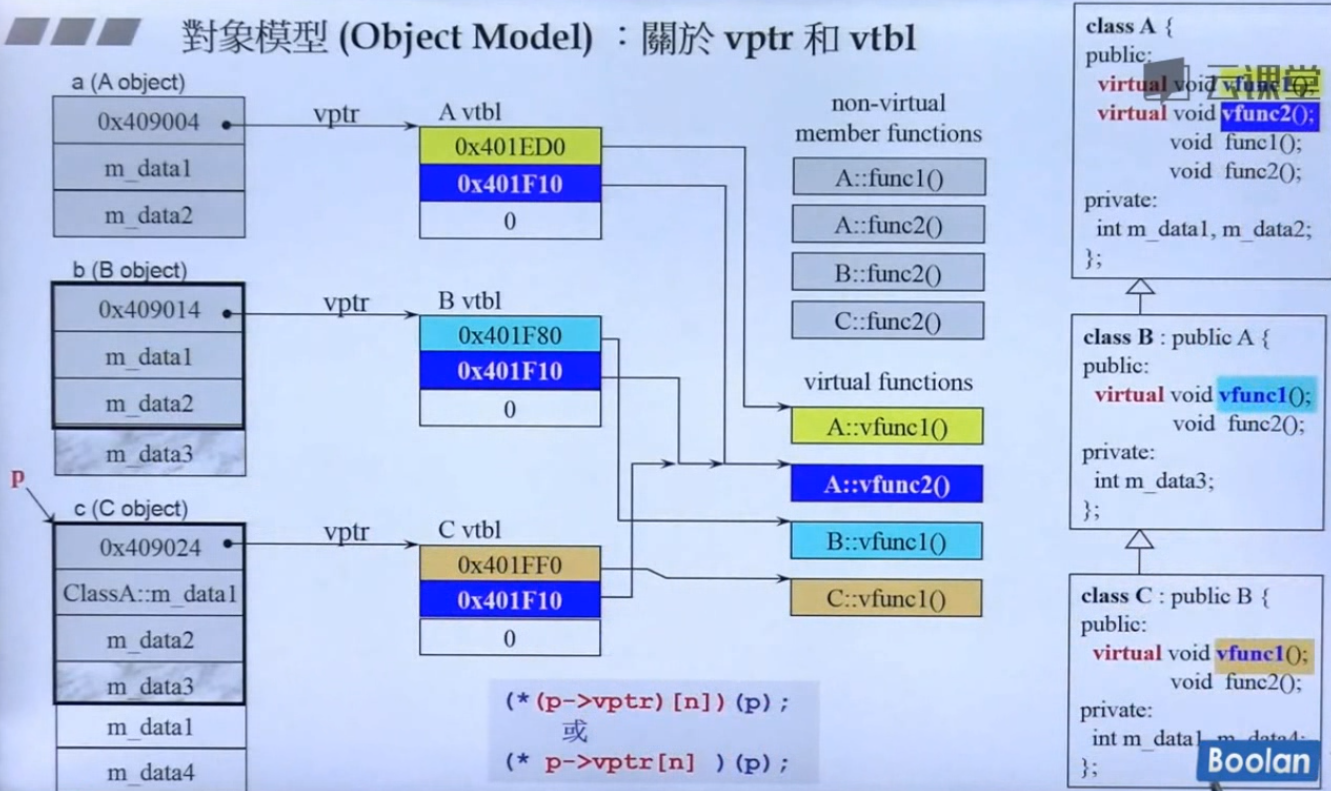 對象模型 (Object Model) ：關於 vptr 和 vtbl
a (A object)
0x409004
m_data1
m_data2
vptr
A vtbl
0x401ED0
0x401F10
0
b (B object)
0x409014
m_data1
m_data2
m_data3
vptr
B vtbl
0x401F80
0x401F10
0
p
c (C object)
0x409024
ClassA::m_data1
m_data2
m_data3
m_data1
m_data4
vptr
C vtbl
0x401FF0
0x401F10
0
(*(p->vptr)[n])(p);
或
(* p->vptr[n] )(p);
non-virtual
member functions
A::func1()
A::func2()
B::func2()
C::func2()
virtual functions
A::vfunc1()
A::vfunc2()
B::vfunc1()
C::vfunc1()
class A {
public:
virtual void vfunc1();
virtual void vfunc2();
void func1();
void func2();
private:
int m_data1, m_data2;
};
云课堂
class B : public A {
public:
virtual void vfunc1();
void func2();
private:
int m_data3;
};
class C : public B {
public:
virtual void vfunc1();
void func2();
private:
int m_data1, m_data4;
};
Boolan